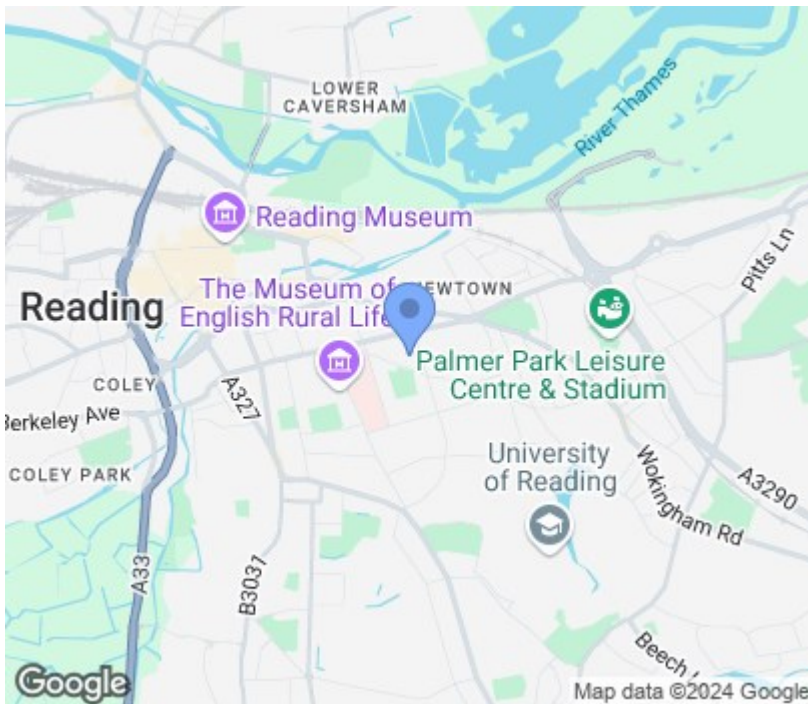 LOWER
CAVERSHAM
River Thames
Reading Museum
Pitts Ln
The Museum of
English Rural Life
Reading
Palmer Park Leisure
Centre & Stadium
COLEY
A327
Berkeley Ave
University
of Reading
COLEY PARK
Wokingham Rd
A3290
A33
B3031
Beech
Google
Map data ©2024 Google